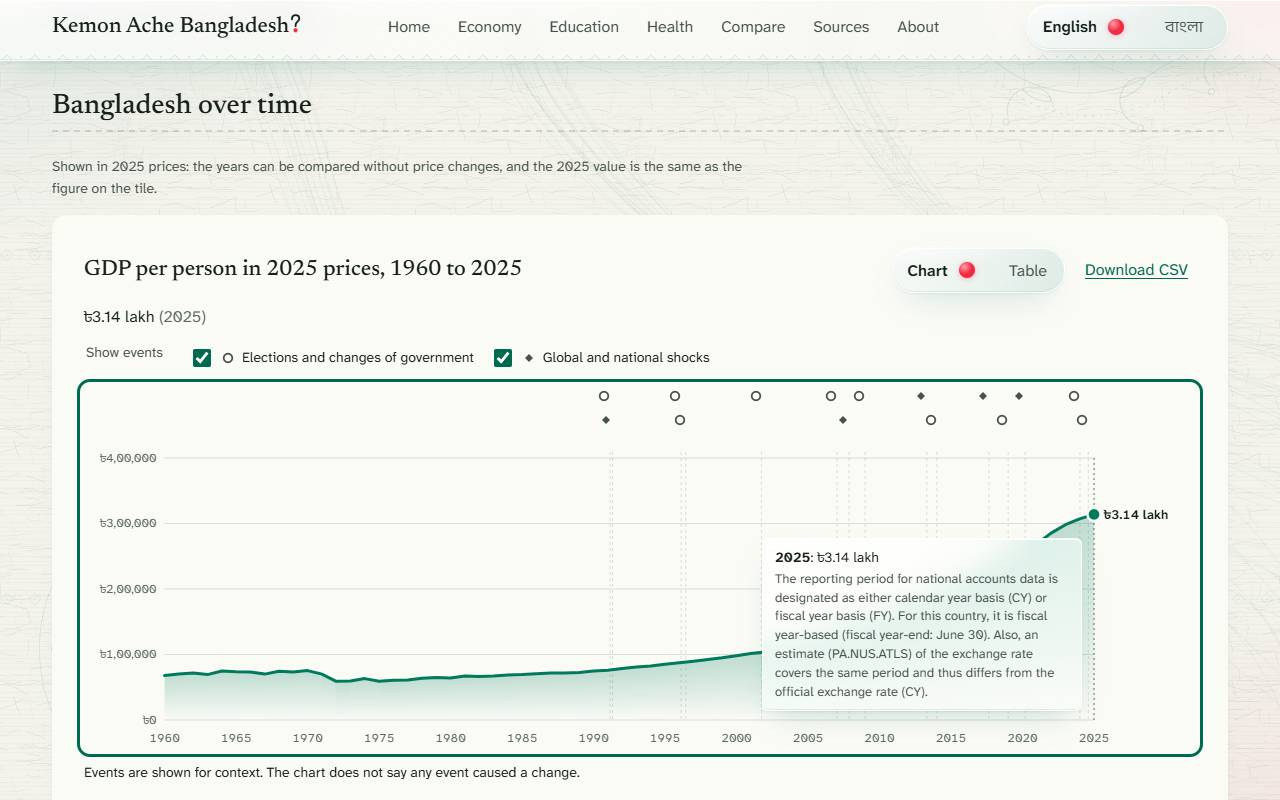 Kemon Ache Bangladesh?
Home Economy Education Health Compare Sources About
English বাংলা
Bangladesh over time
Shown in 2025 prices: the years can be compared without price changes, and the 2025 value is the same as the
figure on the tile.
GDP per person in 2025 prices, 1960 to 2025
Chart Table Download CSV
৳3.14 lakh (2025)
Show events Elections and changes of government Global and national shocks
৳4,00,000
৳3,00,000
৳3.14 lakh
2025: ৳3.14 lakh
The reporting period for national accounts data is
designated as either calendar year basis (CY) or
fiscal year basis (FY). For this country, it is fiscal
year-based (fiscal year-end: June 30). Also, an
estimate (PA.NUS.ATLS) of the exchange rate
covers the same period and thus differs from the
official exchange rate (CY).
৳2,00,000
৳1,00,000
৳0
1960 1965 1970 1975 1980 1985 1990 1995 2000 2005 2010 2015 2020 2025
Events are shown for context. The chart does not say any event caused a change.